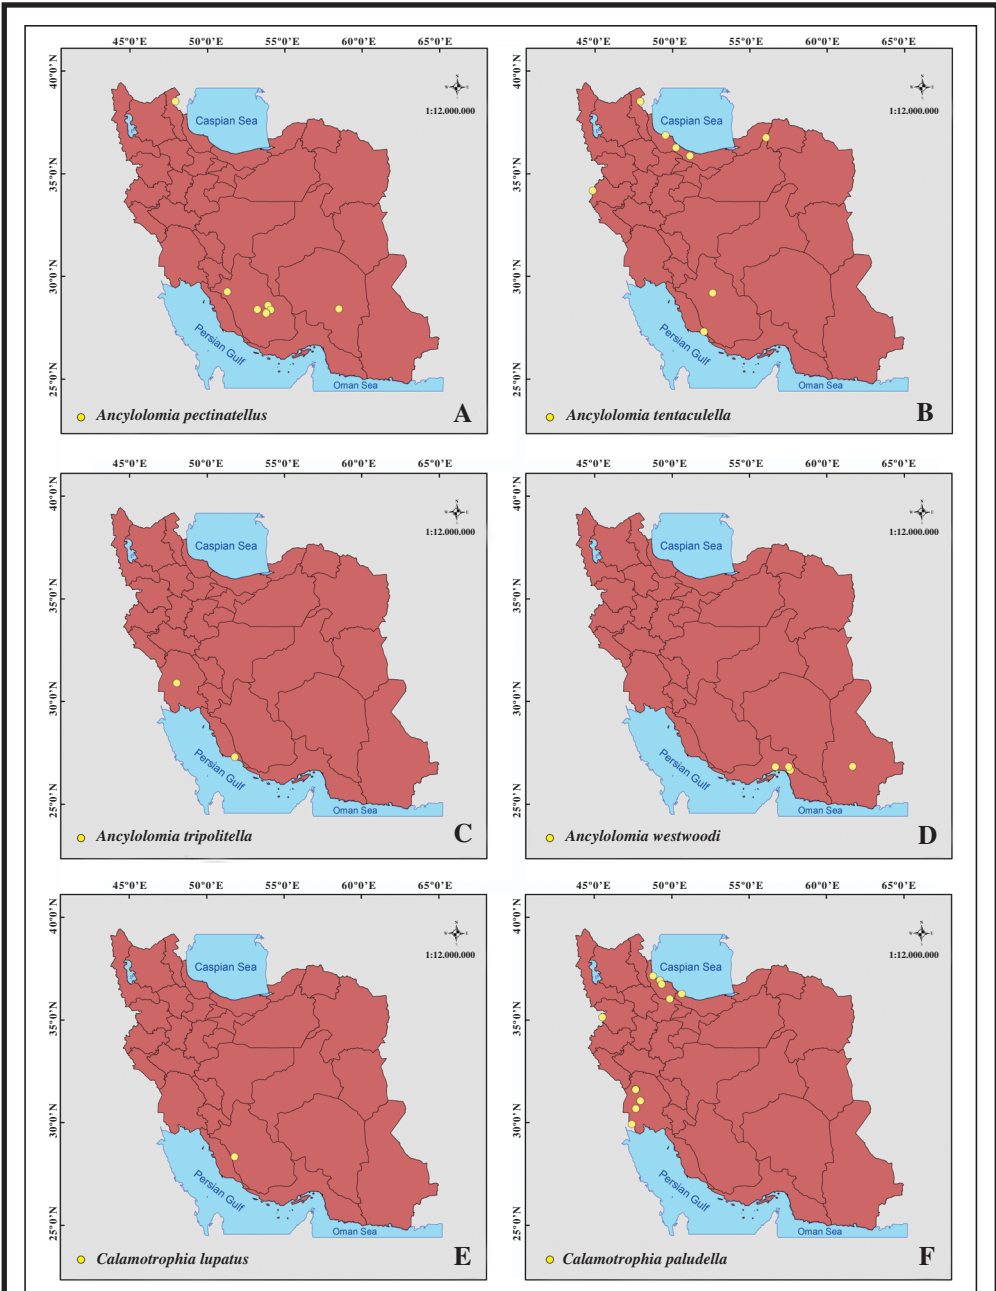 45°0'E 50°0'E 55°0'E 60°0'E 65°0'E
40°0'N
35°0'N
30°0'N
25°0'N
N
W E
S
1:12.000.000
Caspian Sea
Persian Gulf
Oman Sea
Ancylolomia pectinatellus
A
45°0'E 50°0'E 55°0'E 60°0'E 65°0'E
40°0'N
35°0'N
30°0'N
25°0'N
N
W E
S
1:12.000.000
Caspian Sea
Persian Gulf
Oman Sea
Ancylolomia tentaculella
B
45°0'E 50°0'E 55°0'E 60°0'E 65°0'E
40°0'N
35°0'N
30°0'N
25°0'N
N
W E
S
1:12.000.000
Caspian Sea
Persian Gulf
Oman Sea
Ancylolomia tripolitella
C
45°0'E 50°0'E 55°0'E 60°0'E 65°0'E
40°0'N
35°0'N
30°0'N
25°0'N
N
W E
S
1:12.000.000
Caspian Sea
Persian Gulf
Oman Sea
Ancylolomia westwoodi
D
45°0'E 50°0'E 55°0'E 60°0'E 65°0'E
40°0'N
35°0'N
30°0'N
25°0'N
N
W E
S
1:12.000.000
Caspian Sea
Persian Gulf
Oman Sea
Calamotrophia lupatus
E
45°0'E 50°0'E 55°0'E 60°0'E 65°0'E
40°0'N
35°0'N
30°0'N
25°0'N
N
W E
S
1:12.000.000
Caspian Sea
Persian Gulf
Oman Sea
Calamotrophia paludella
F